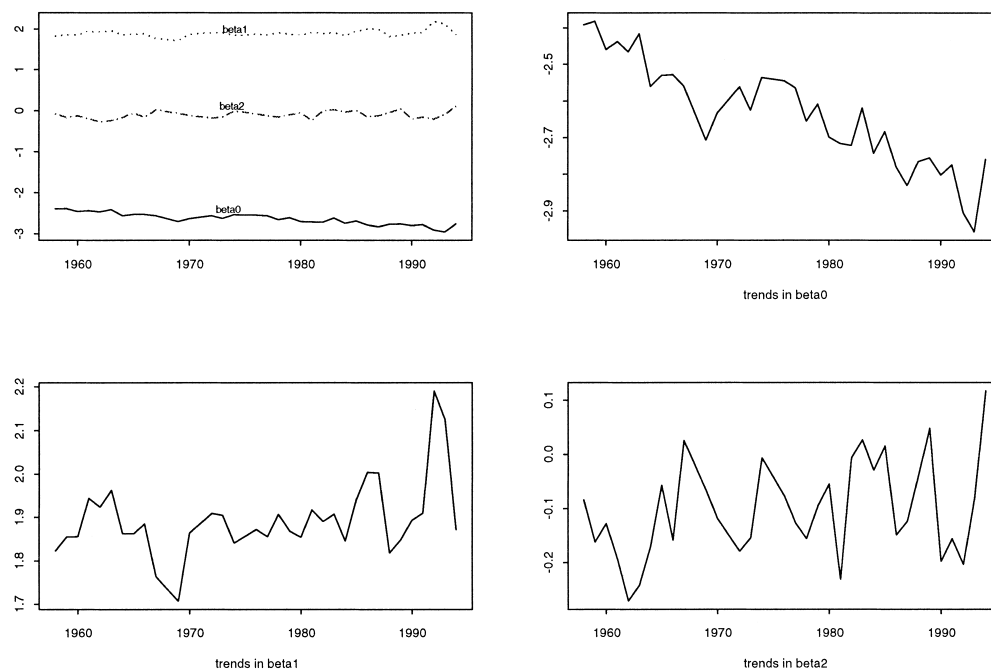 2
1
0
-1
-2
-3
beta1
beta2
beta0
1960 1970 1980 1990
-2.5
-2.7
-2.9
1960 1970 1980 1990
trends in beta0
2.2
2.1
2.0
1.9
1.8
1.7
1960 1970 1980 1990
trends in beta1
0.1
0.0
-0.1
-0.2
1960 1970 1980 1990
trends in beta2